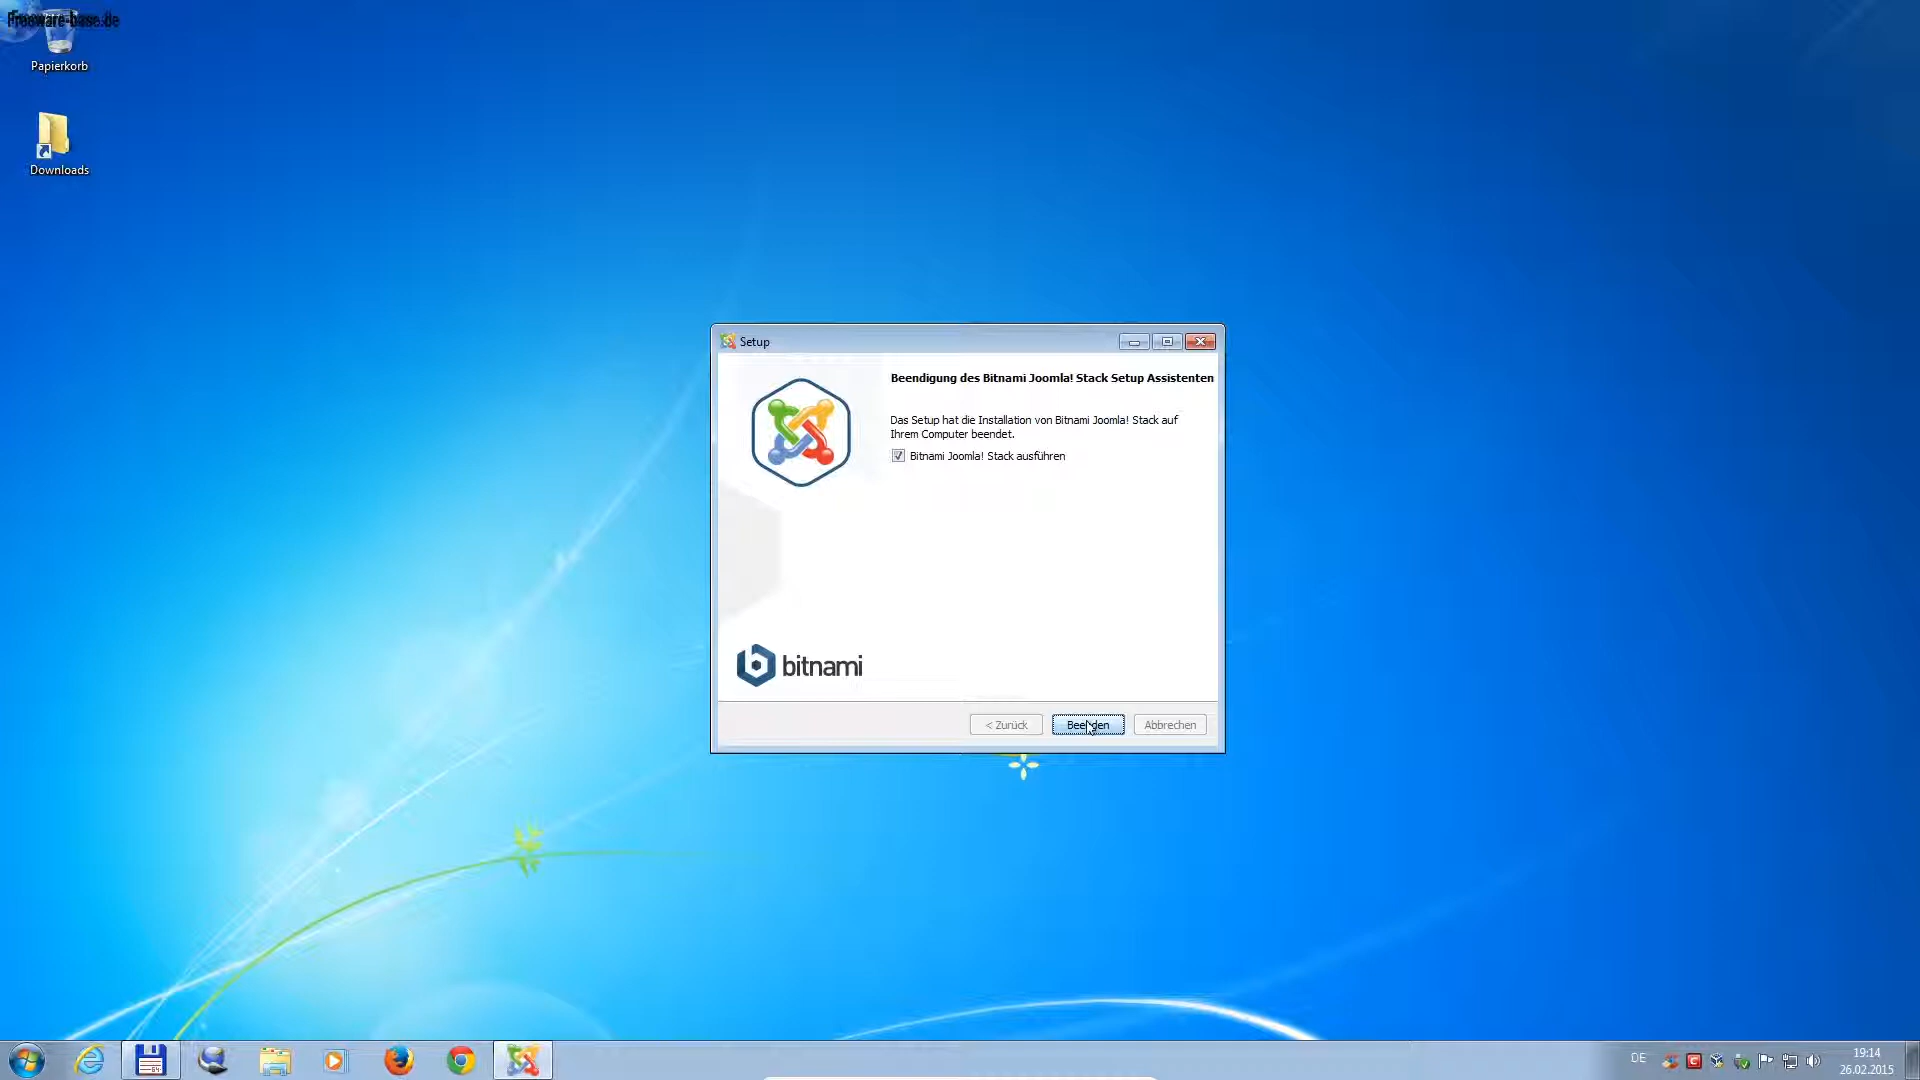 Freeware-base.de
Papierkorb
Downloads
Setup
Beendigung des Bitnami Joomla! Stack Setup Assistenten
Das Setup hat die Installation von Bitnami Joomla! Stack auf
Ihrem Computer beendet.
Bitnami Joomla! Stack ausführen
bitnami
< Zurück
Beenden
Abbrechen
64
DE
19:14
26.02.2015